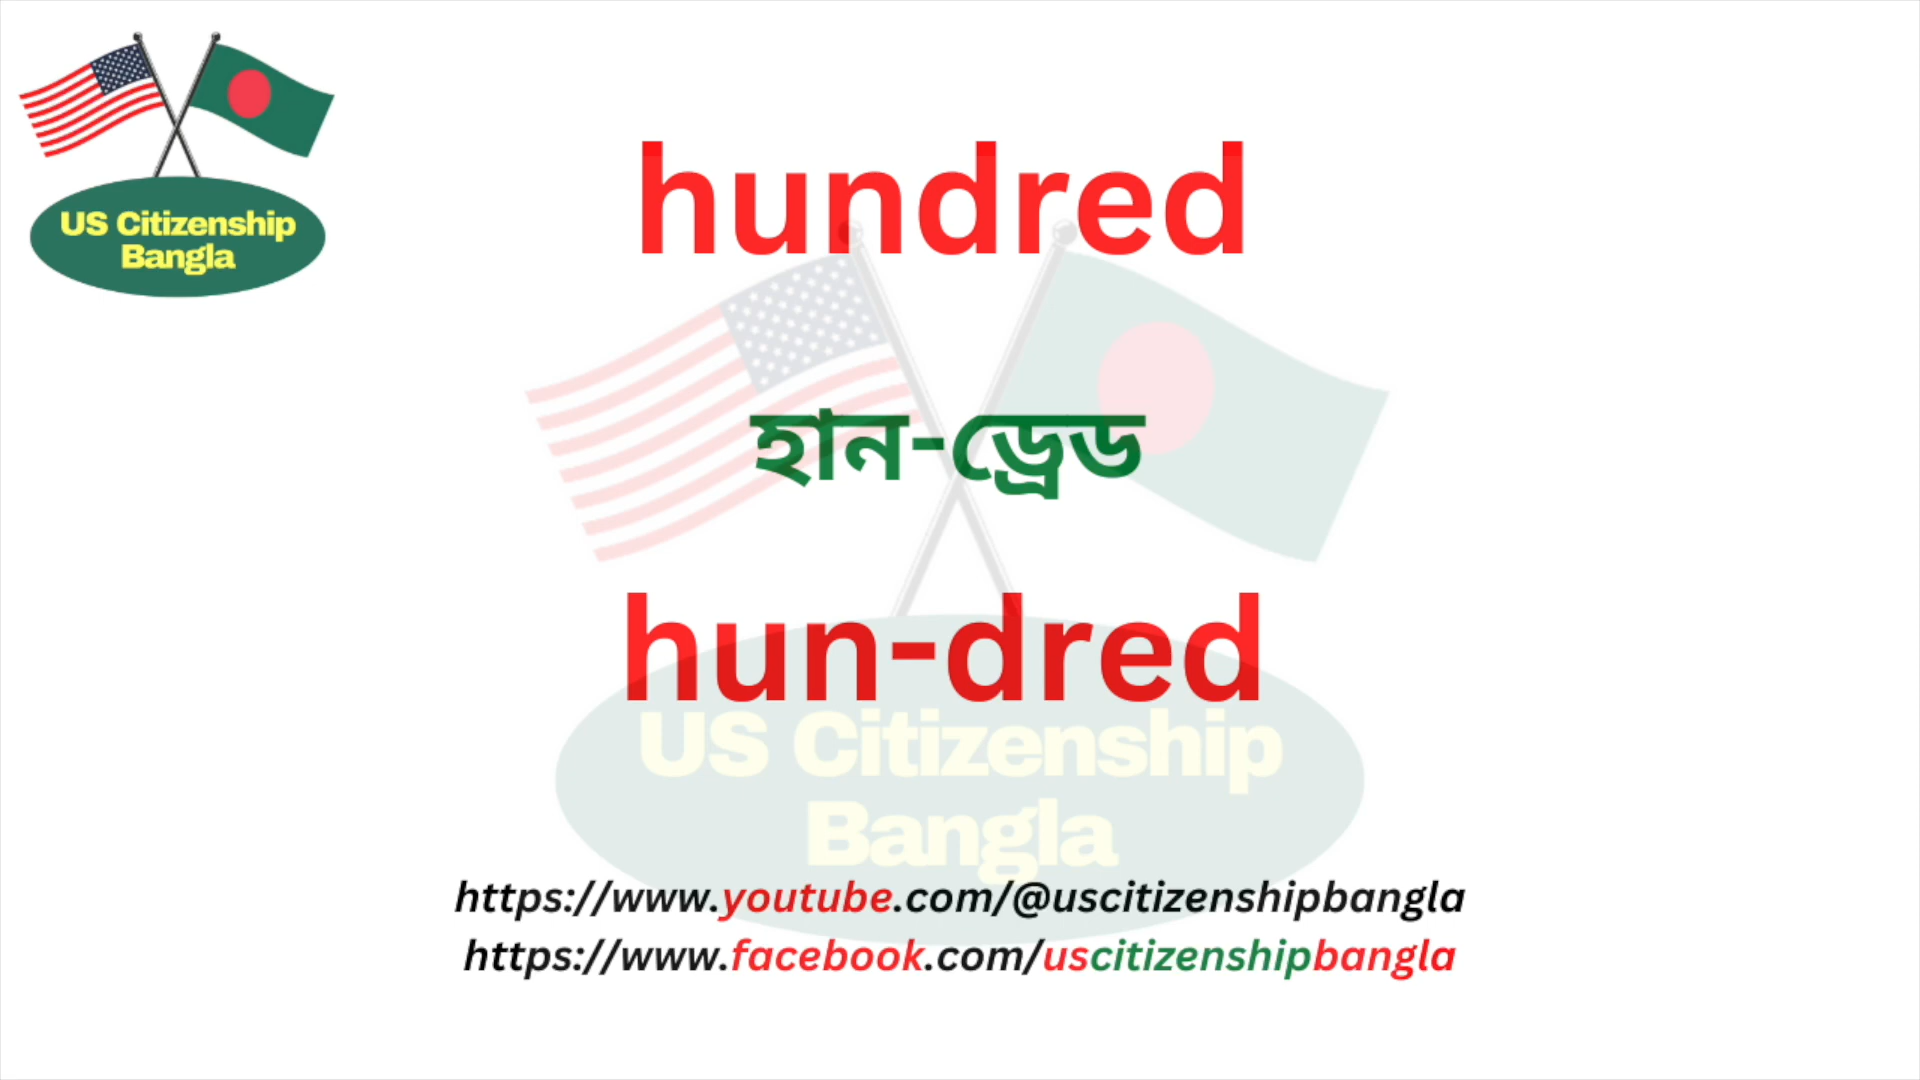 US Citizenship
Bangla
hundred
হান-ড্রেড
hun-dred
US Citizenship
Bangla
https://www.youtube.com/@uscitizenshipbangla
https://www.facebook.com/uscitizenshipbangla